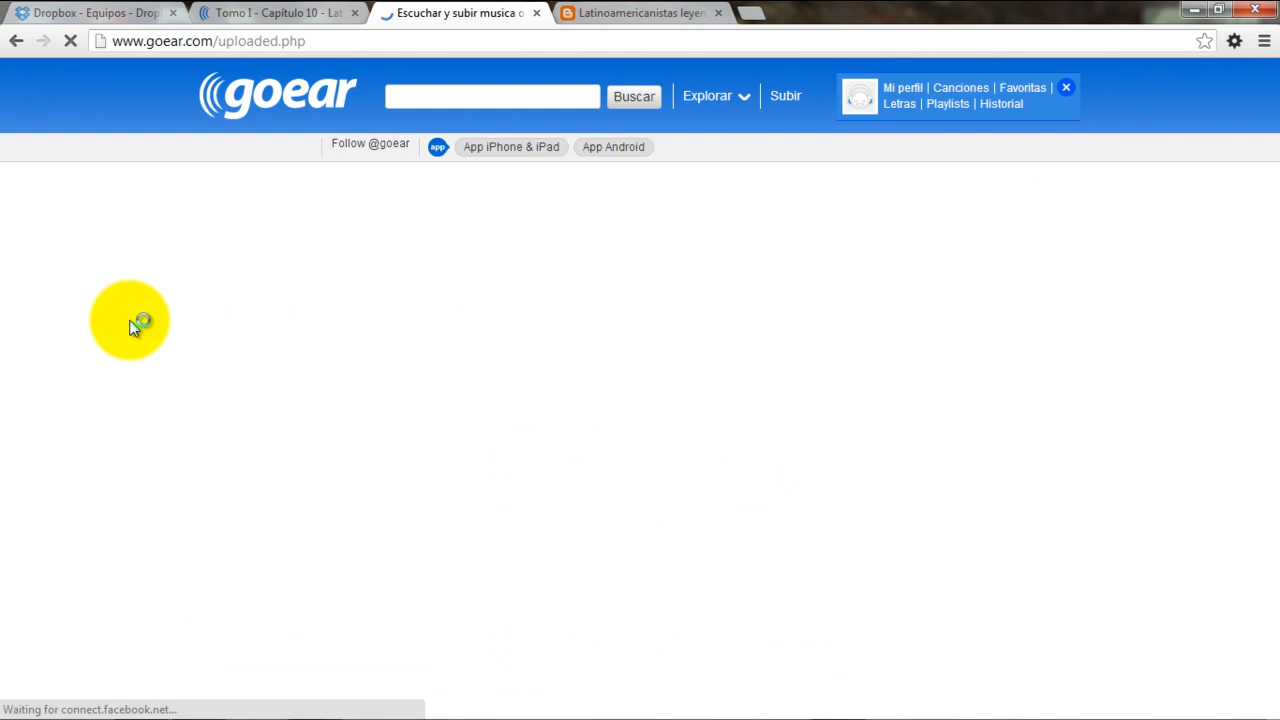 Dropbox - Equipos - Drop
Tomo I - Capítulo 10 - Lat
Escuchar y subir musica o
Latinoamericanistas leyen
www.goear.com/uploaded.php
goear
Buscar
Explorar
Subir
Mi perfil | Canciones | Favoritas |
Letras | Playlists | Historial
Follow @goear
app
App iPhone & iPad
App Android
Waiting for connect.facebook.net...